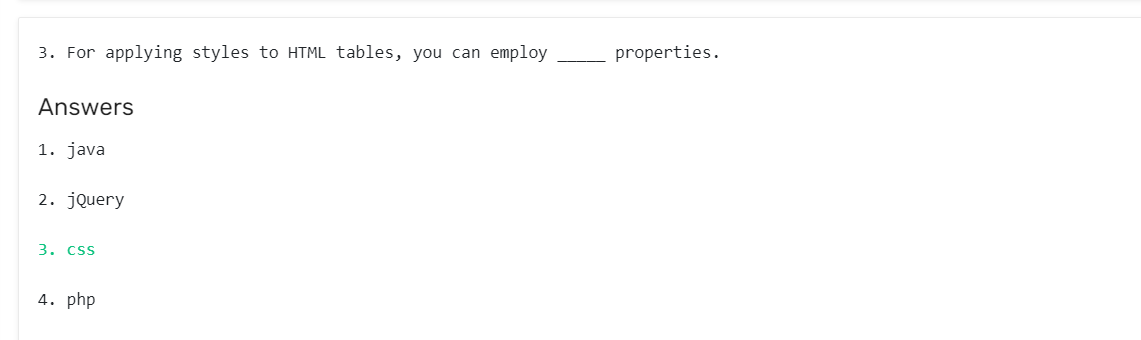 3. For applying styles to HTML tables, you can employ _____ properties.
Answers
1. java
2. jQuery
3. css
4. php